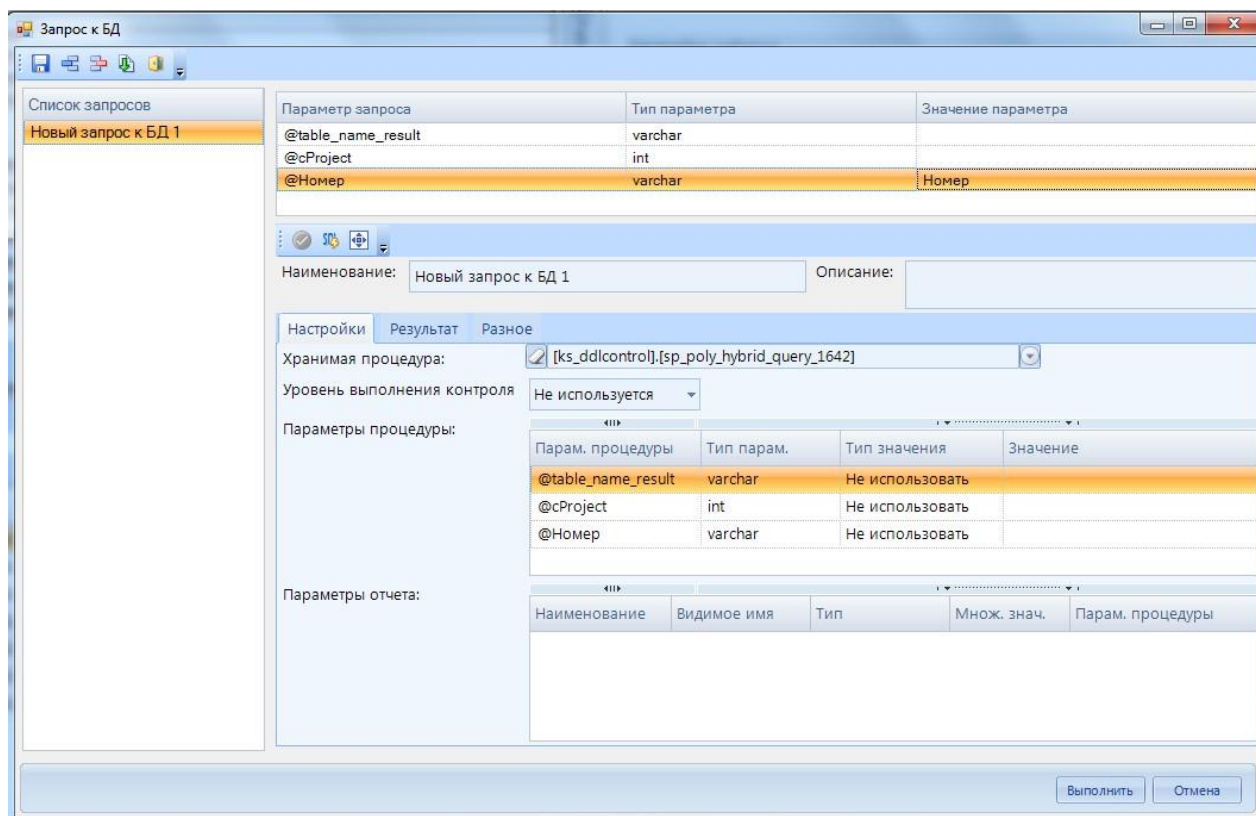 Запрос к БД
Список запросов
Новый запрос к БД 1
Параметр запроса Тип параметра Значение параметра
@table_name_result varchar
@cProject int
@Номер varchar Номер
SQL
Наименование: Новый запрос к БД 1 Описание:
Настройки Результат Разное
Хранимая процедура: [ks_ddlcontrol].[sp_poly_hybrid_query_1642]
Уровень выполнения контроля Не используется
Параметры процедуры:
Парам. процедуры Тип парам. Тип значения Значение
@table_name_result varchar Не использовать
@cProject int Не использовать
@Номер varchar Не использовать
Параметры отчета:
Наименование Видимое имя Тип Множ. знач. Парам. процедуры
Выполнить Отмена